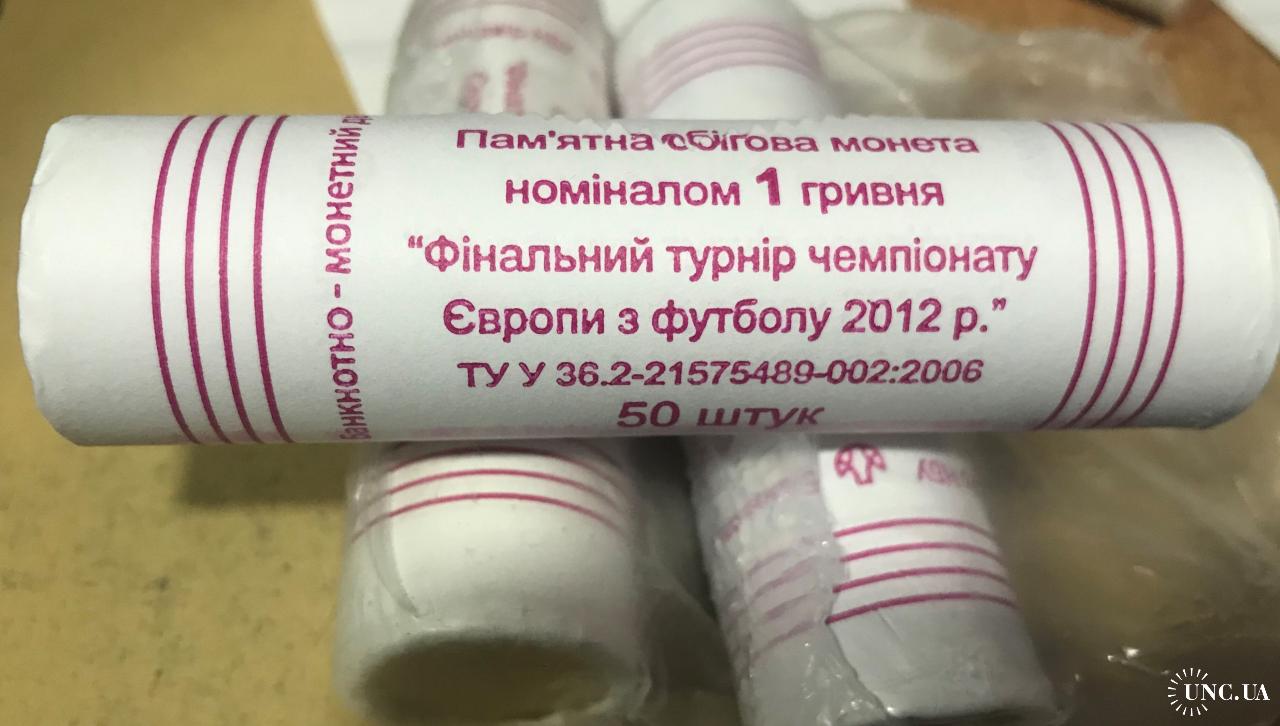 Пам'ятна обігова монета
номіналом 1 гривня
“Фінальний турнір чемпіонату
Європи з футболу 2012 р.”
ТУ У 36.2-21575489-002:2006
50 штук
банкнотно - монетний
UNC.UA